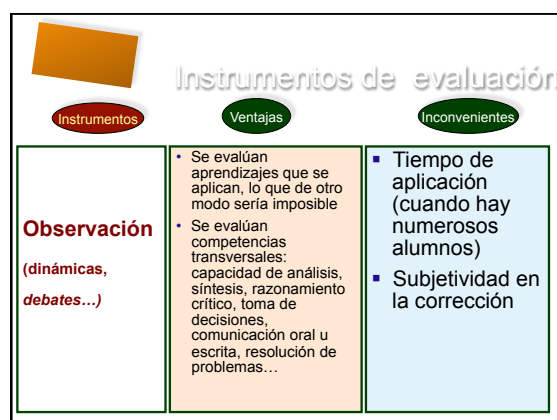 Instrumentos de evaluación
Instrumentos
Ventajas
Inconvenientes
Observación
(dinámicas,
debates…)
• Se evalúan
aprendizajes que se
aplican, lo que de otro
modo sería imposible
• Se evalúan
competencias
transversales:
capacidad de análisis,
síntesis, razonamiento
crítico, toma de
decisiones,
comunicación oral u
escrita, resolución de
problemas…
▪ Tiempo de
aplicación
(cuando hay
numerosos
alumnos)
▪ Subjetividad en
la corrección